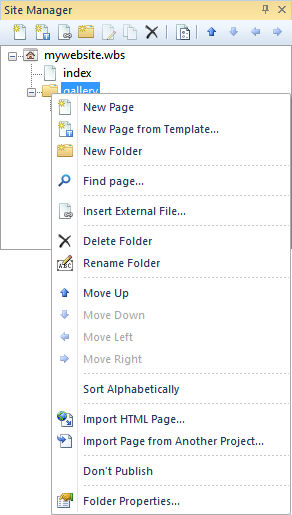 Site Manager
mywebsite.wbs
index
gallery
New Page
New Page from Template...
New Folder
Find page...
Insert External File...
Delete Folder
ABC Rename Folder
Move Up
Move Down
Move Left
Move Right
Sort Alphabetically
Import HTML Page...
Import Page from Another Project...
Don't Publish
Folder Properties...